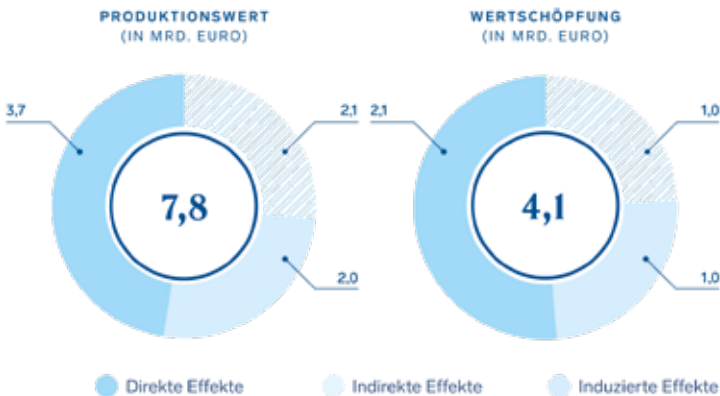 PRODUKTIONSWERT
(IN MRD. EURO)
3,7
2,1
7,8
2,0
WERTSCHÖPFUNG
(IN MRD. EURO)
2,1
1,0
4,1
1,0
Direkte Effekte
Indirekte Effekte
Induzierte Effekte